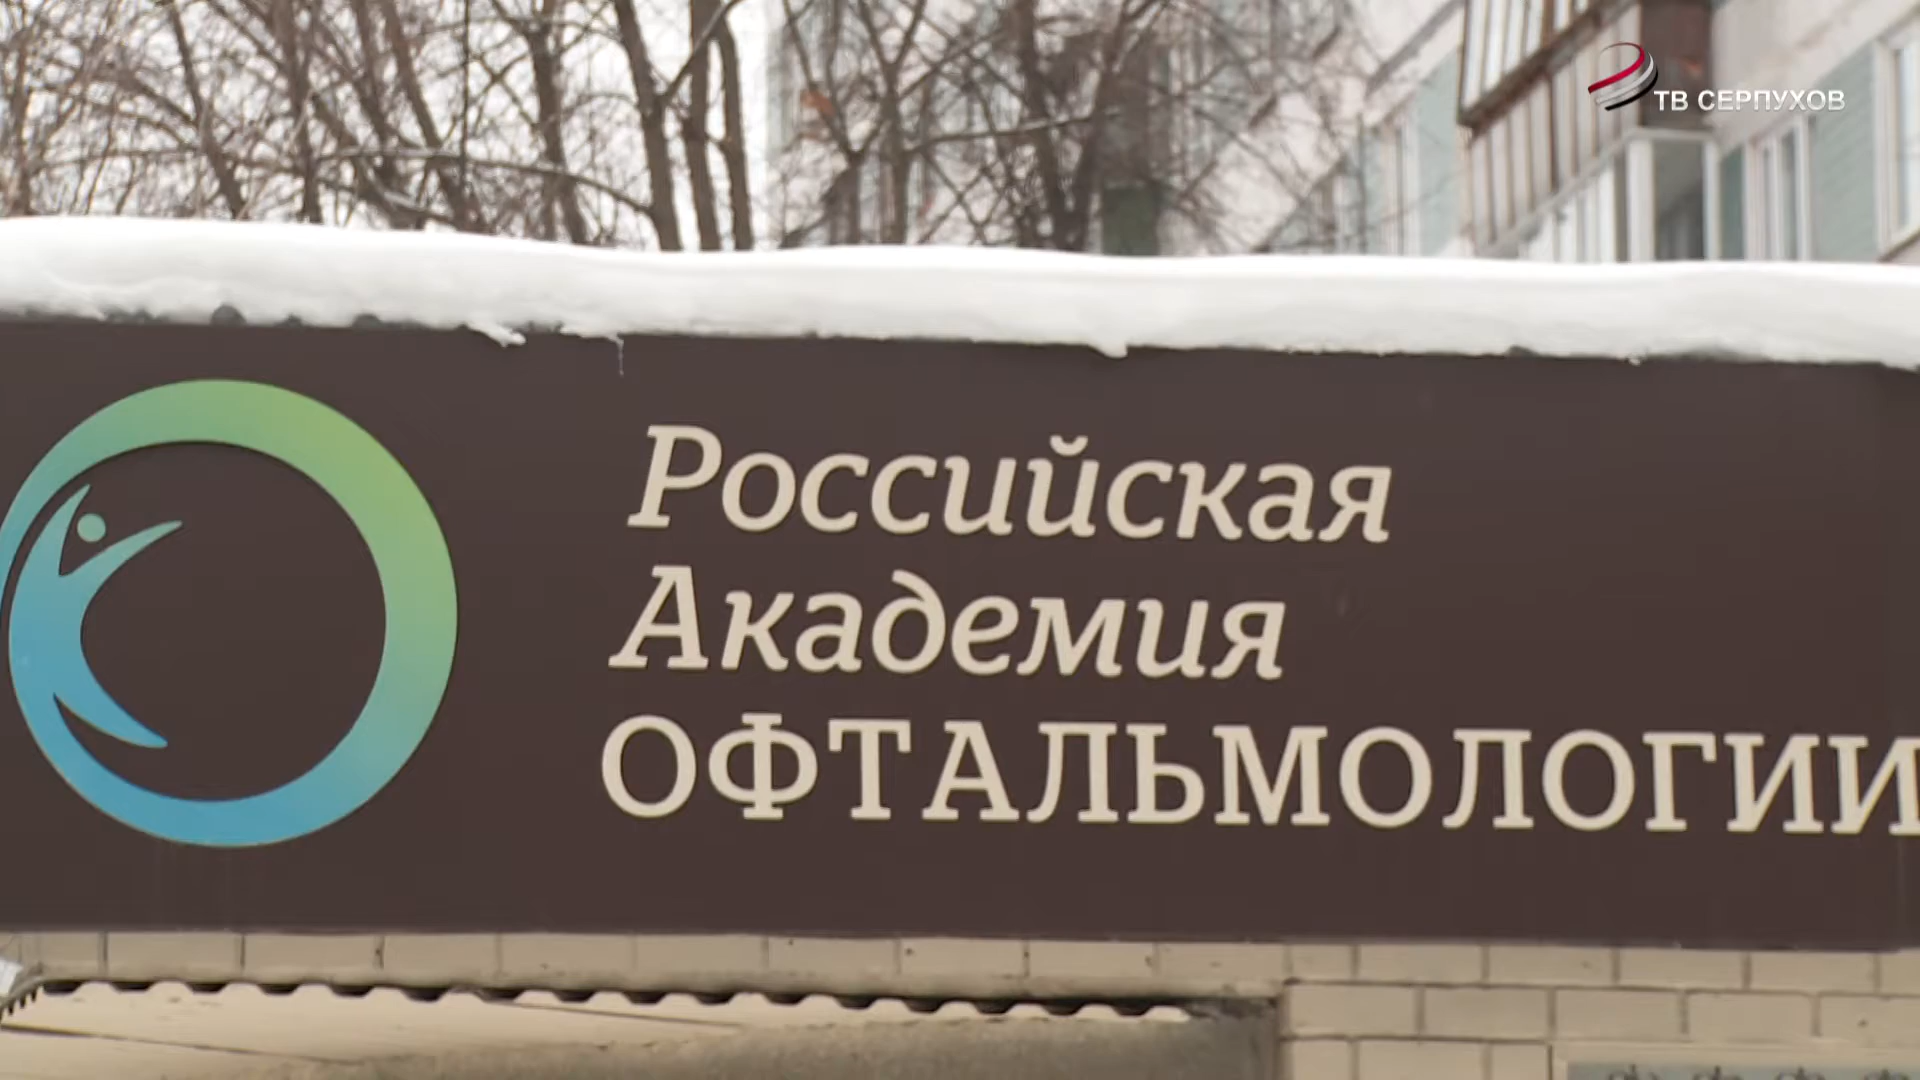 ТВ СЕРПУХОВ
Российская
Академия
ОФТАЛЬМОЛОГИИ